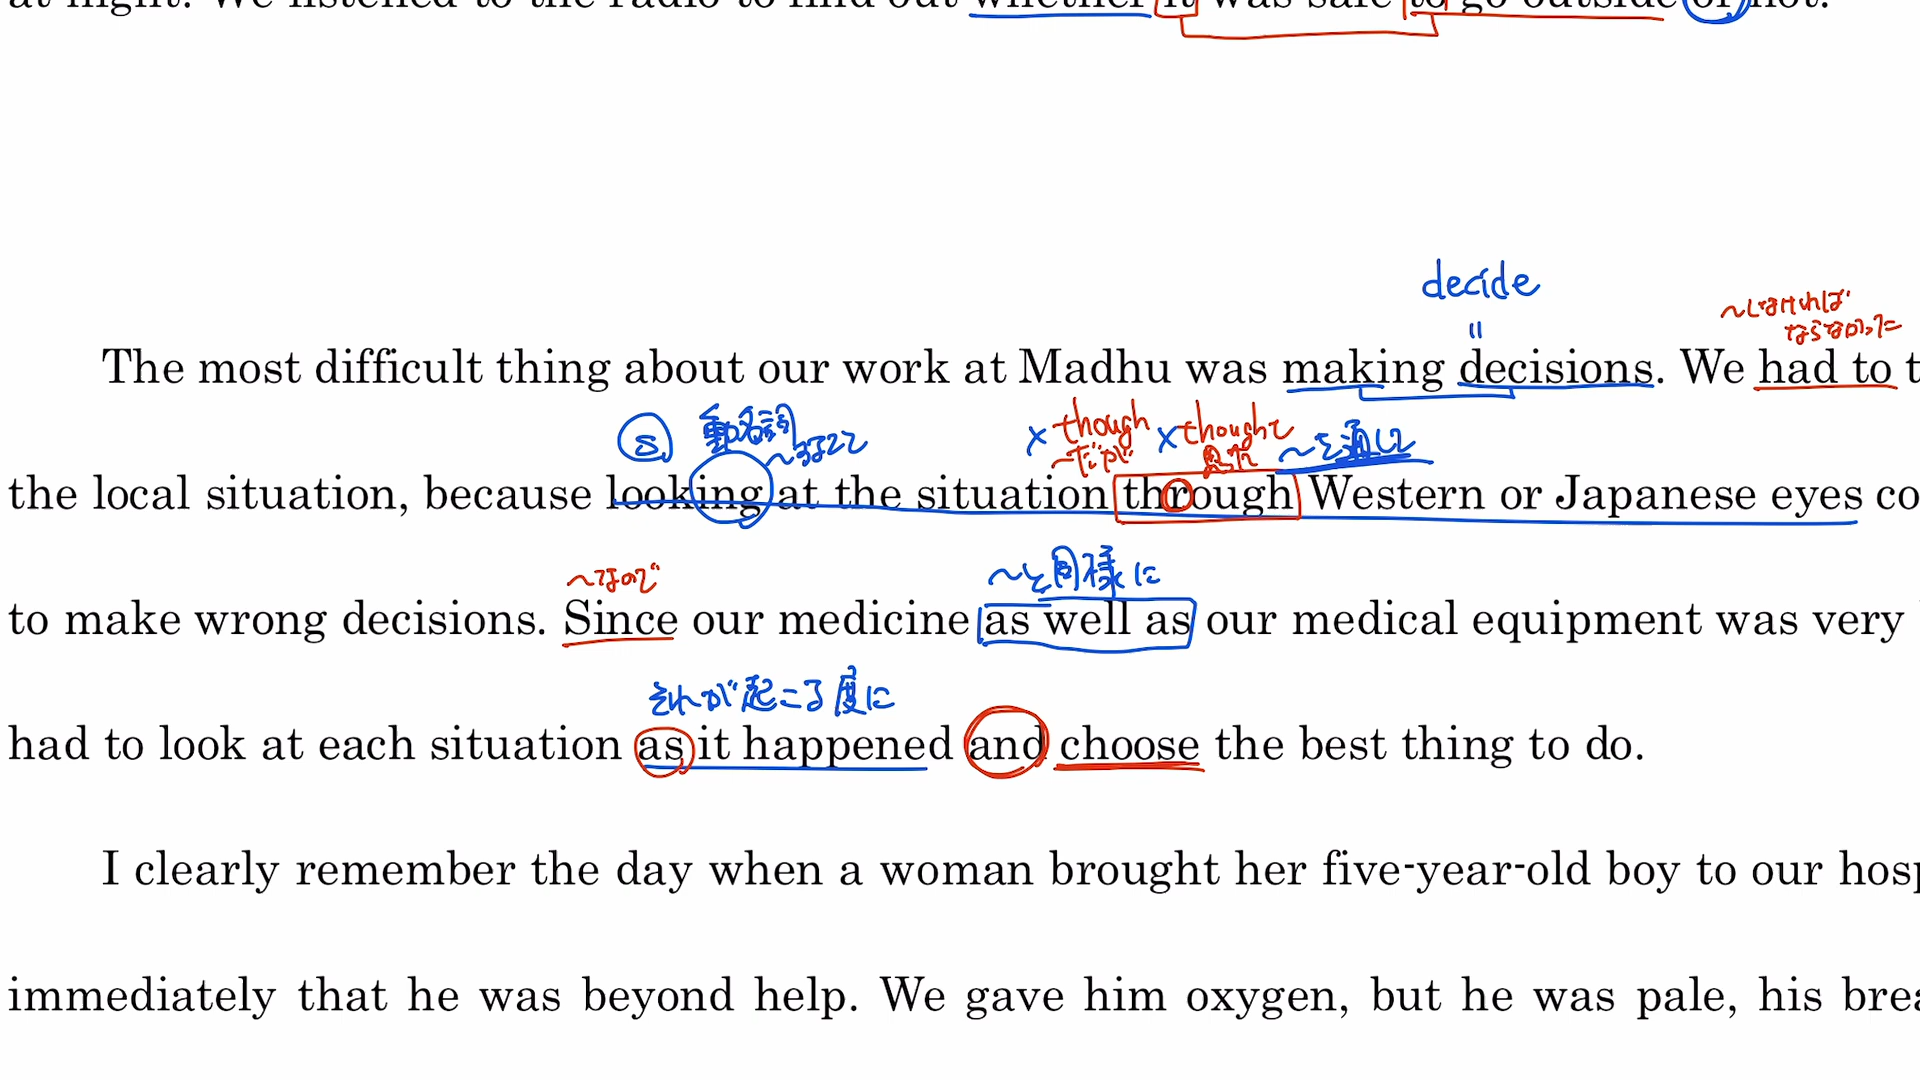 at night. We listened to the radio to find out whether it was safe to go outside or not.
decide
〃
〜しなければ
ならなかった
The most difficult thing about our work at Madhu was making decisions. We had to t
S 動名詞 〜すること × though × thought 〜を通して
〜だが 思った
the local situation, because looking at the situation through Western or Japanese eyes co
〜なので 〜と同様に
to make wrong decisions. Since our medicine as well as our medical equipment was very
それが起こる度に
had to look at each situation as it happened and choose the best thing to do.
I clearly remember the day when a woman brought her five-year-old boy to our hosp
immediately that he was beyond help. We gave him oxygen, but he was pale, his brea